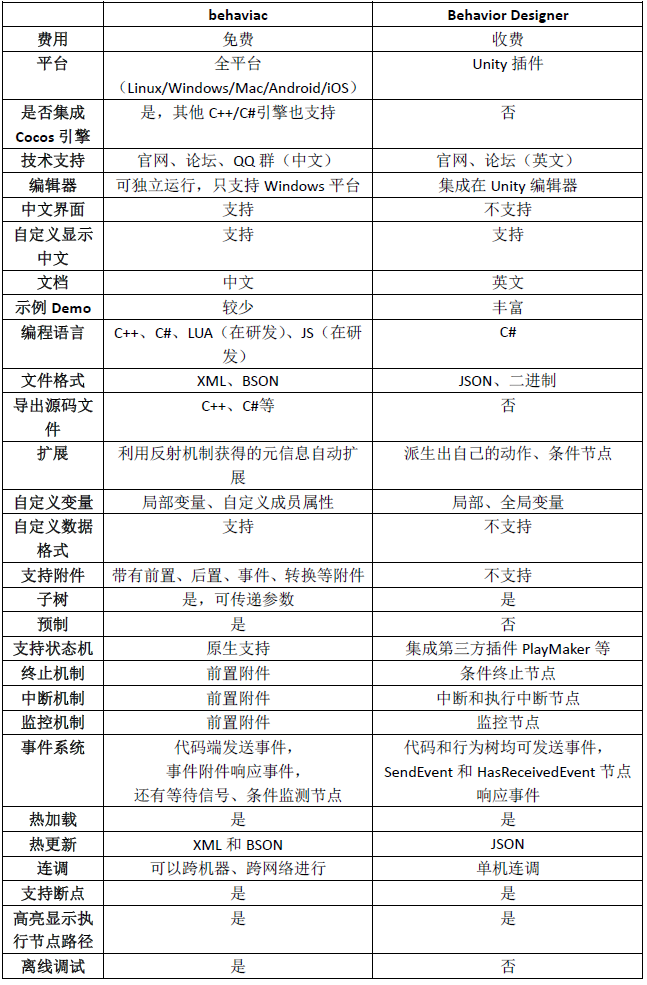 behaviac Behavior Designer
费用 免费 收费
平台 全平台 Unity 插件
（Linux/Windows/Mac/Android/iOS）
是否集成 是，其他 C++/C#引擎也支持 否
Cocos 引擎
技术支持 官网、论坛、QQ 群（中文） 官网、论坛（英文）
编辑器 可独立运行，只支持 Windows 平台 集成在 Unity 编辑器
中文界面 支持 不支持
自定义显示 支持 支持
中文
文档 中文 英文
示例 Demo 较少 丰富
编程语言 C++、C#、LUA（在研发）、JS（在研 C#
发）
文件格式 XML、BSON JSON、二进制
导出源码文 C++、C#等 否
件
扩展 利用反射机制获得的元信息自动扩 派生出自己的动作、条件节点
展
自定义变量 局部变量、自定义成员属性 局部、全局变量
自定义数据 支持 不支持
格式
支持附件 带有前置、后置、事件、转换等附件 不支持
子树 是，可传递参数 是
预制 是 否
支持状态机 原生支持 集成第三方插件 PlayMaker 等
终止机制 前置附件 条件终止节点
中断机制 前置附件 中断和执行中断节点
监控机制 前置附件 监控节点
事件系统 代码端发送事件， 代码和行为树均可发送事件，
事件附件响应事件， SendEvent 和 HasReceivedEvent 节点
还有等待信号、条件监测节点 响应事件
热加载 是 是
热更新 XML 和 BSON JSON
连调 可以跨机器、跨网络进行 单机连调
支持断点 是 是
高亮显示执 是 是
行节点路径
离线调试 是 否